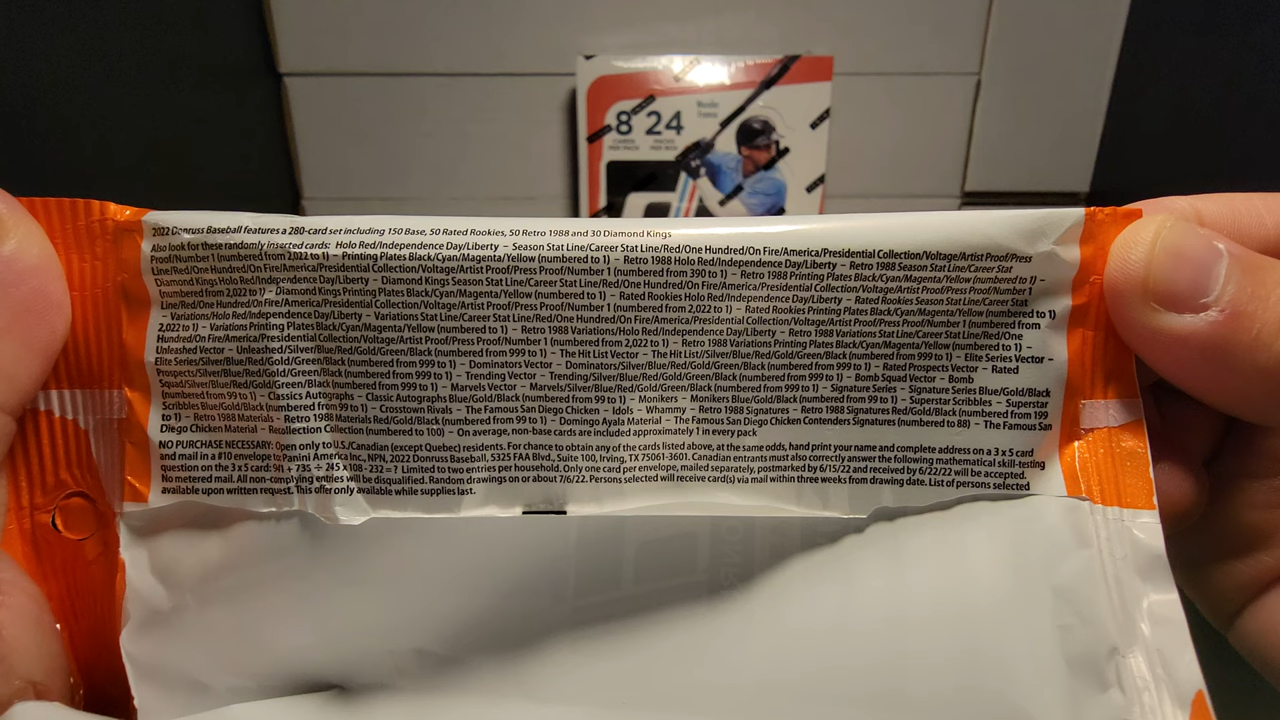 8 24
CARDS PER PACK
PACKS PER BOX
Wander
Franco
2022 Donruss Baseball features a 280-card set including 150 Base, 50 Rated Rookies, 50 Retro 1988 and 30 Diamond Kings
Also look for these randomly inserted cards: Holo Red/Independence Day/Liberty – Season Stat Line/Career Stat Line/Red/One Hundred/On Fire/America/Presidential Collection/Voltage/Artist Proof/Press
Proof/Number 1 (numbered from 2,022 to 1) – Printing Plates Black/Cyan/Magenta/Yellow (numbered to 1) – Retro 1988 Holo Red/Independence Day/Liberty – Retro 1988 Season Stat Line/Career Stat
Line/Red/One Hundred/On Fire/America/Presidential Collection/Voltage/Artist Proof/Press Proof/Number 1 (numbered from 390 to 1) – Retro 1988 Printing Plates Black/Cyan/Magenta/Yellow (numbered to 1) –
Diamond Kings Holo Red/Independence Day/Liberty – Diamond Kings Season Stat Line/Career Stat Line/Red/One Hundred/On Fire/America/Presidential Collection/Voltage/Artist Proof/Press Proof/Number 1
(numbered from 2,022 to 1) – Diamond Kings Printing Plates Black/Cyan/Magenta/Yellow (numbered to 1) – Rated Rookies Holo Red/Independence Day/Liberty – Rated Rookies Season Stat Line/Career Stat
Line/Red/One Hundred/On Fire/America/Presidential Collection/Voltage/Artist Proof/Press Proof/Number 1 (numbered from 2,022 to 1) – Rated Rookies Printing Plates Black/Cyan/Magenta/Yellow (numbered to 1)
– Variations/Holo Red/Independence Day/Liberty – Variations Stat Line/Career Stat Line/Red/One Hundred/On Fire/America/Presidential Collection/Voltage/Artist Proof/Press Proof/Number 1 (numbered from
2,022 to 1) – Variations Printing Plates Black/Cyan/Magenta/Yellow (numbered to 1) – Retro 1988 Variations/Holo Red/Independence Day/Liberty – Retro 1988 Variations Stat Line/Career Stat Line/Red/One
Hundred/On Fire/America/Presidential Collection/Voltage/Artist Proof/Press Proof/Number 1 (numbered from 2,022 to 1) – Retro 1988 Variations Printing Plates Black/Cyan/Magenta/Yellow (numbered to 1) –
Unleashed Vector – Unleashed/Silver/Blue/Red/Gold/Green/Black (numbered from 999 to 1) – The Hit List Vector – The Hit List//Silver/Blue/Red/Gold/Green/Black (numbered from 999 to 1) – Elite Series Vector –
Elite Series/Silver/Blue/Red/Gold/Green/Black (numbered from 999 to 1) – Dominators Vector – Dominators/Silver/Blue/Red/Gold/Green/Black (numbered from 999 to 1) – Rated Prospects Vector – Rated
Prospects/Silver/Blue/Red/Gold/Green/Black (numbered from 999 to 1) – Trending Vector – Trending/Silver/Blue/Red/Gold/Green/Black (numbered from 999 to 1) – Bomb Squad Vector – Bomb
Squad/Silver/Blue/Red/Gold/Green/Black (numbered from 999 to 1) – Marvels Vector – Marvels/Silver/Blue/Red/Gold/Green/Black (numbered from 999 to 1) – Signature Series – Signature Series Blue/Gold/Black
(numbered from 99 to 1) – Classics Autographs – Classic Autographs Blue/Gold/Black (numbered from 99 to 1) – Monikers – Monikers Blue/Gold/Black (numbered from 99 to 1) – Superstar Scribbles – Superstar
Scribbles Blue/Gold/Black (numbered from 99 to 1) – Crosstown Rivals – The Famous San Diego Chicken – Idols – Whammy – Retro 1988 Signatures – Retro 1988 Signatures Red/Gold/Black (numbered from 199
to 1) – Retro 1988 Materials – Retro 1988 Materials Red/Gold/Black (numbered from 99 to 1) – Domingo Ayala Material – The Famous San Diego Chicken Contenders Signatures (numbered to 88) – The Famous San
Diego Chicken Material – Recollection Collection (numbered to 100) – On average, non-base cards are included approximately 1 in every pack
NO PURCHASE NECESSARY: Open only to U.S./Canadian (except Quebec) residents. For chance to obtain any of the cards listed above, at the same odds, hand print your name and complete address on a 3 x 5 card
and mail in a #10 envelope to Panini America Inc., NPN, 2022 Donruss Baseball, 5325 FAA Blvd., Suite 100, Irving, TX 75061-3601. Canadian entrants must also correctly answer the following mathematical skill-testing
question on the 3 x 5 card: 941 + 735 ÷ 245 x 108 - 232 = ? Limited to two entries per household. Only one card per envelope, mailed separately, postmarked by 6/15/22 and received by 6/22/22 will be accepted.
No metered mail. All non-complying entries will be disqualified. Random drawings on or about 7/6/22. Persons selected will receive card(s) via mail within three weeks from drawing date. List of persons selected
available upon written request. This offer only available while supplies last.